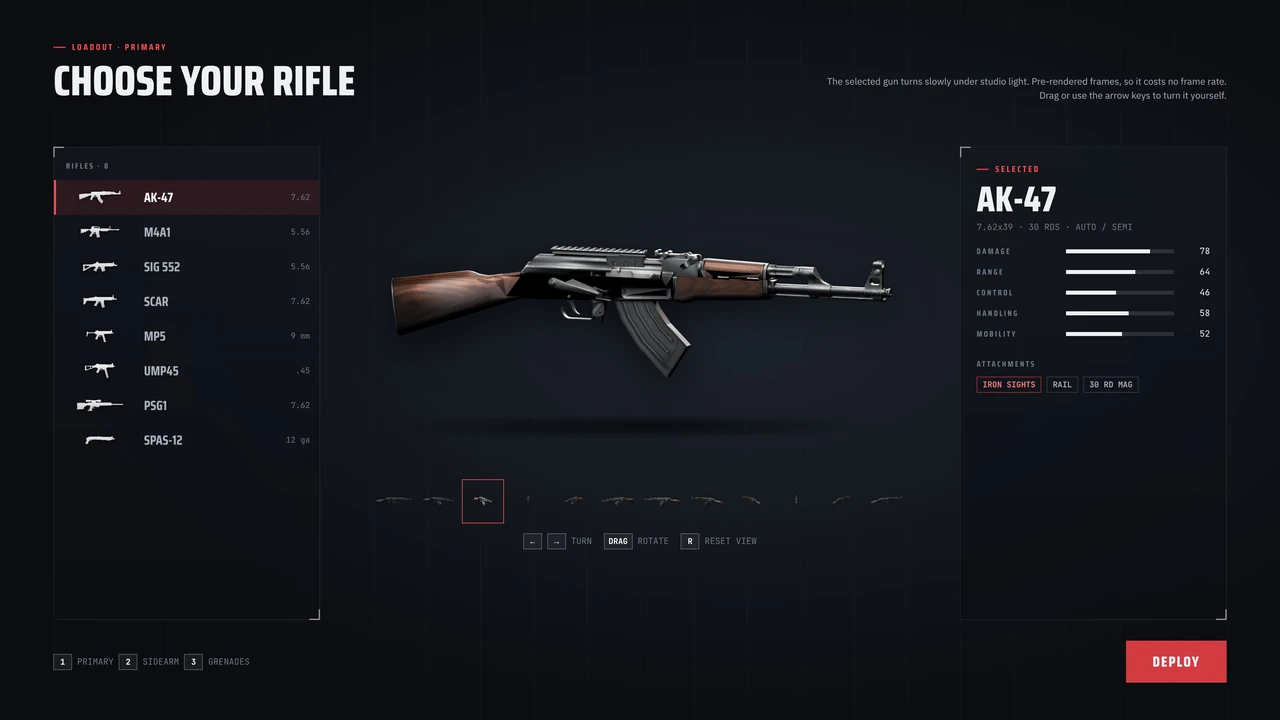 LOADOUT · PRIMARY
CHOOSE YOUR RIFLE
The selected gun turns slowly under studio light. Pre-rendered frames, so it costs no frame rate.
Drag or use the arrow keys to turn it yourself.
RIFLES · 8
AK-47 7.62
M4A1 5.56
SIG 552 5.56
SCAR 7.62
MP5 9 mm
UMP45 .45
PSG1 7.62
SPAS-12 12 ga
← → TURN DRAG ROTATE R RESET VIEW
SELECTED
AK-47
7.62x39 · 30 RDS · AUTO / SEMI
DAMAGE 78
RANGE 64
CONTROL 46
HANDLING 58
MOBILITY 52
ATTACHMENTS
IRON SIGHTS RAIL 30 RD MAG
1 PRIMARY 2 SIDEARM 3 GRENADES
DEPLOY